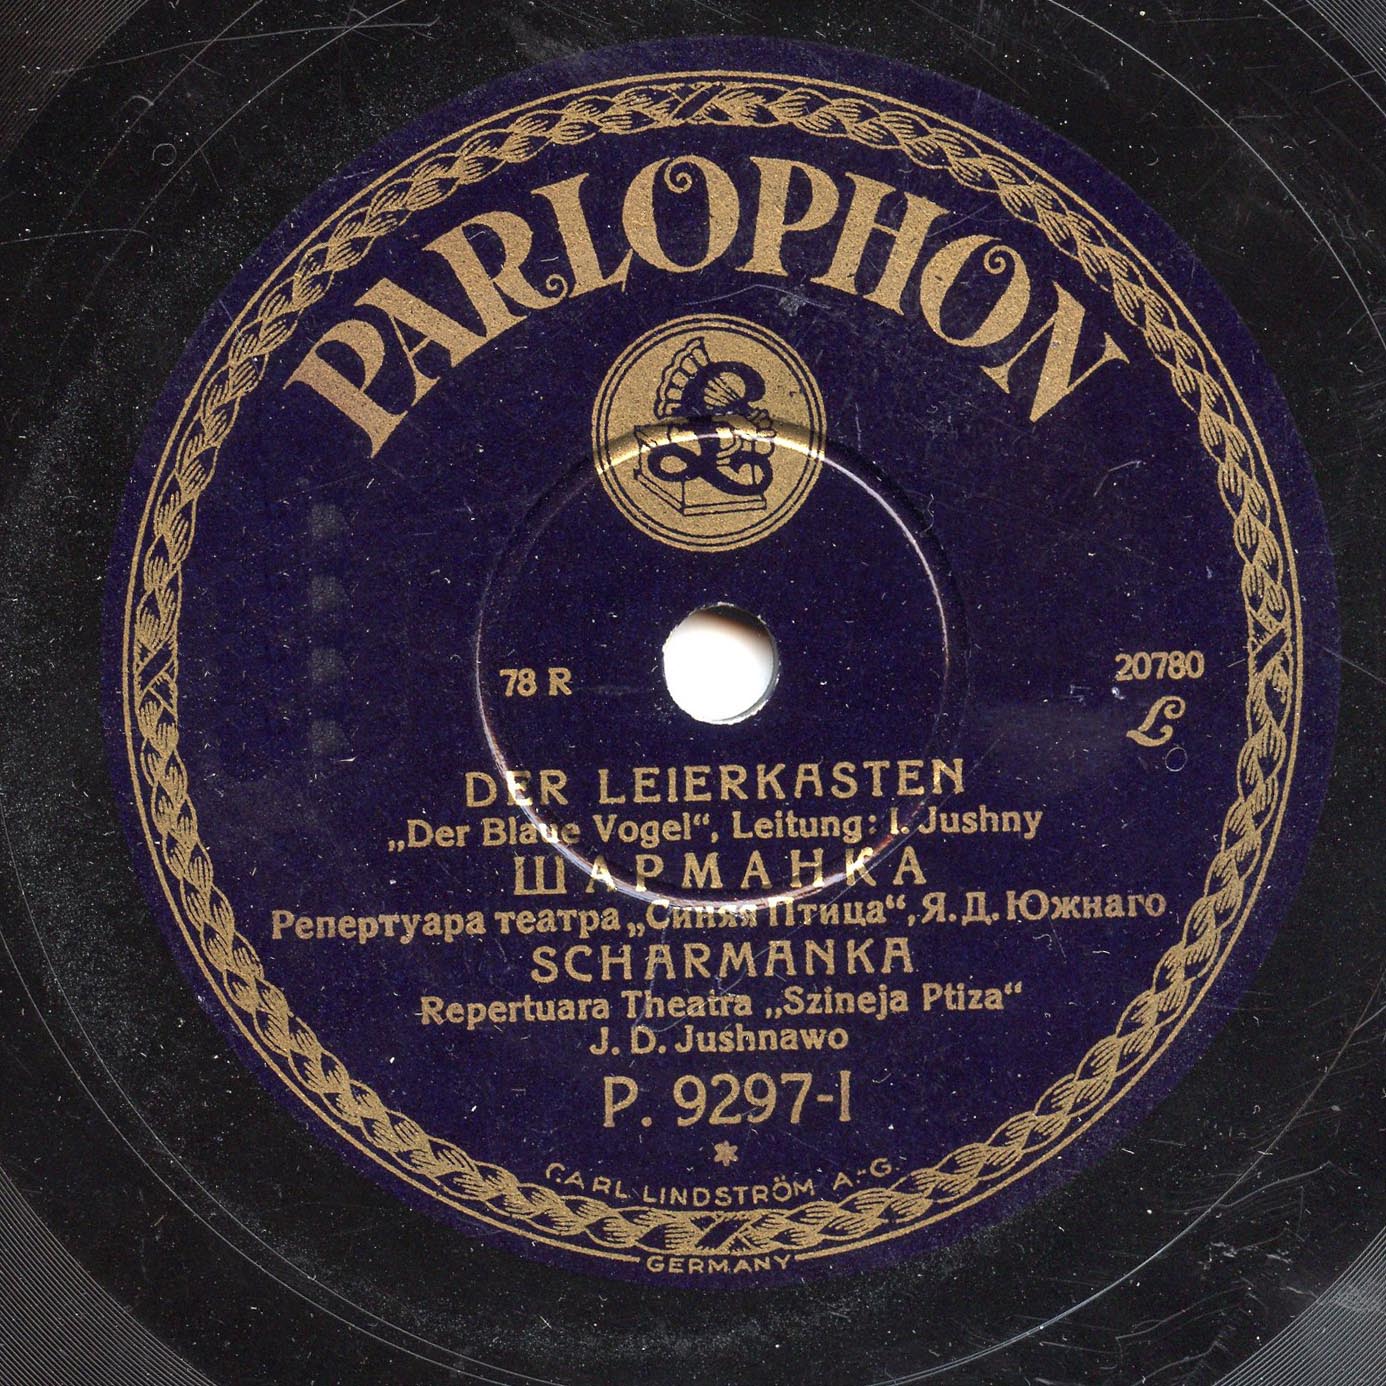 PARLOPHON
£
78 R
20780
L
DER LEIERKASTEN
„Der Blaue Vogel“, Leitung: I. Jushny
ШАРМАНКА
Репертуара театра „Синяя Птица“, Я. Д. Южнаго
SCHARMANKA
Repertuara Theatra „Szineja Ptiza“
J. D. Jushnawo
P. 9297-I
*
CARL LINDSTRÖM A.-G.
GERMANY